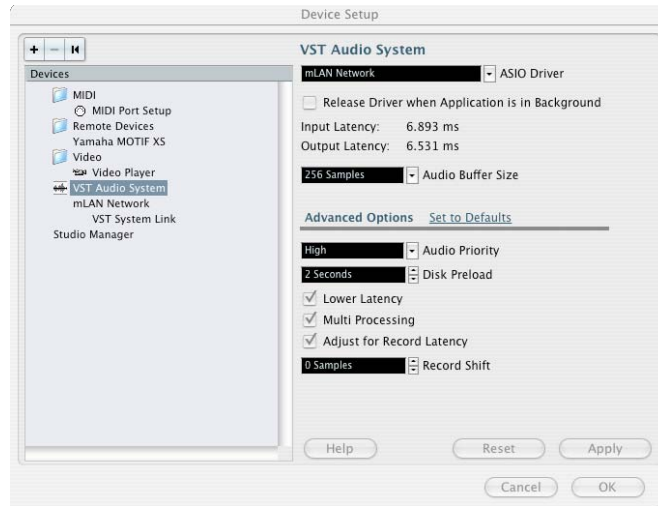 Device Setup
+ −
Devices
MIDI
MIDI Port Setup
Remote Devices
Yamaha MOTIF XS
Video
Video Player
VST Audio System
mLAN Network
VST System Link
Studio Manager
VST Audio System
mLAN Network ASIO Driver
Release Driver when Application is in Background
Input Latency: 6.893 ms
Output Latency: 6.531 ms
256 Samples Audio Buffer Size
Advanced Options Set to Defaults
High Audio Priority
2 Seconds Disk Preload
Lower Latency
Multi Processing
Adjust for Record Latency
0 Samples Record Shift
Help Reset Apply
Cancel OK